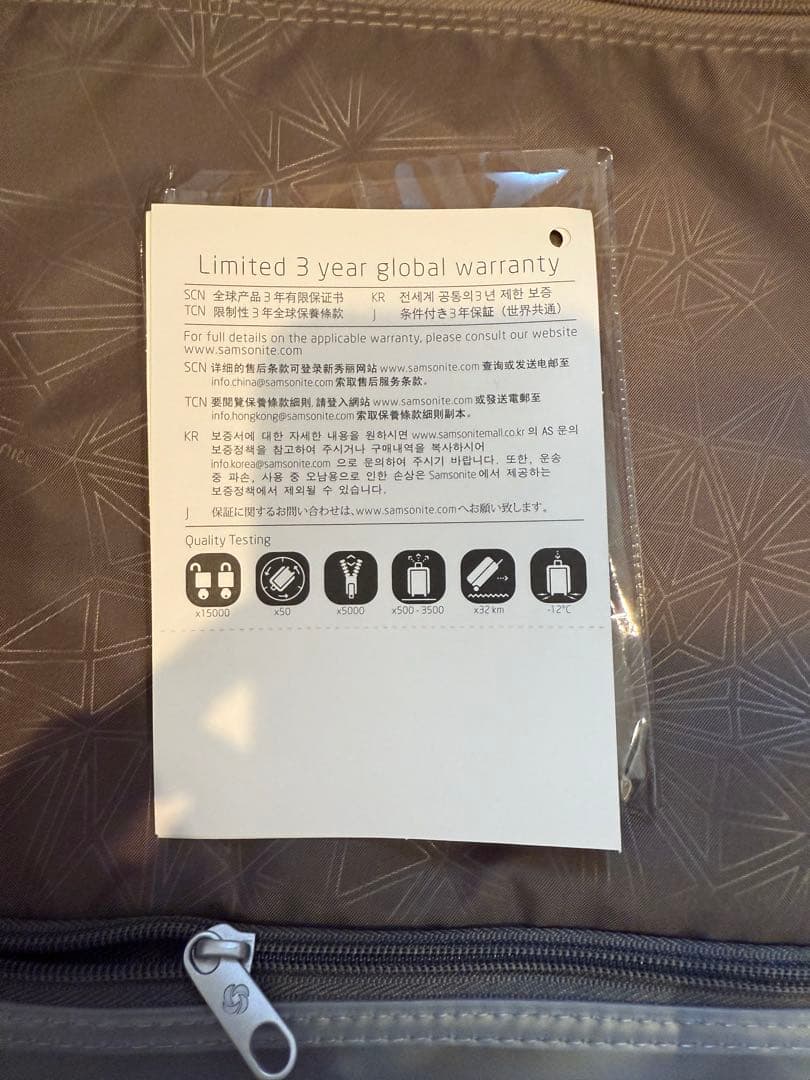 Limited 3 year global warranty
SCN 全球产品3年有限保证书 KR 전세계 공통의3년 제한 보증
TCN 限制性3年全球保養條款 J 条件付き3年保証（世界共通）
For full details on the applicable warranty, please consult our website
www.samsonite.com
SCN 详细的售后条款可登录新秀丽网站 www.samsonite.com 查询或发送电邮至
info.china@samsonite.com 索取售后服务条款。
TCN 要閱覽保養條款細則, 請登入網站 www.samsonite.com 或發送電郵至
info.hongkong@samsonite.com 索取保養條款細則副本。
KR 보증서에 대한 자세한 내용을 원하시면 www.samsonitemall.co.kr 의 AS 문의
보증정책을 참고하여 주시거나 구매내역을 복사하시어
info.korea@samsonite.com 으로 문의하여 주시기 바랍니다. 또한, 운송
중 파손, 사용 중 오남용으로 인한 손상은 Samsonite 에서 제공하는
보증정책에서 제외될 수 있습니다.
J 保証に関するお問い合わせは、www.samsonite.comへお願い致します。
Quality Testing
x15000 x50 x5000 x500 - 3500 x32 km -12°C